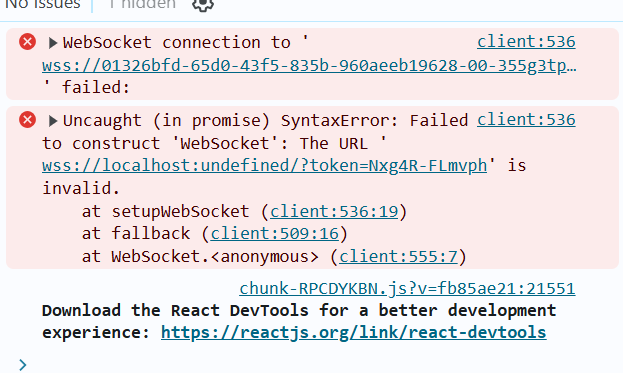 No Issues 1 hidden
WebSocket connection to ' client:536
wss://01326bfd-65d0-43f5-835b-960aeeb19628-00-355g3tp…
' failed:
Uncaught (in promise) SyntaxError: Failed client:536
to construct 'WebSocket': The URL '
wss://localhost:undefined/?token=Nxg4R-FLmvph' is
invalid.
at setupWebSocket (client:536:19)
at fallback (client:509:16)
at WebSocket.<anonymous> (client:555:7)
chunk-RPCDYKBN.js?v=fb85ae21:21551
Download the React DevTools for a better development
experience: https://reactjs.org/link/react-devtools